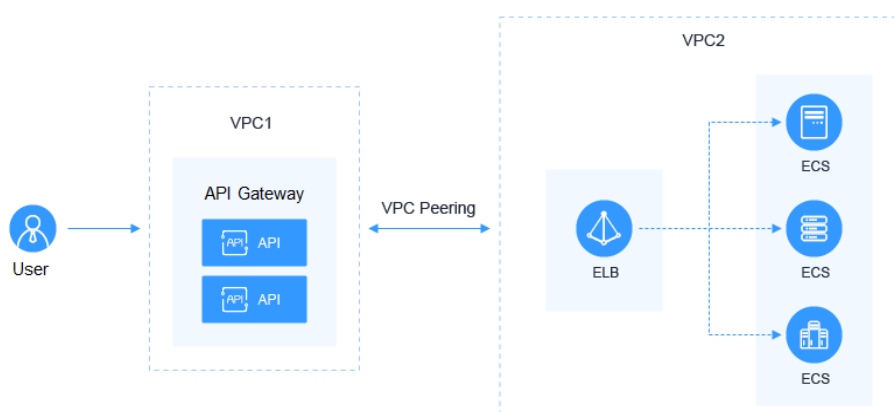 VPC2
VPC1
ECS
API Gateway
VPC Peering
API API
User
ELB
ECS
API API
ECS